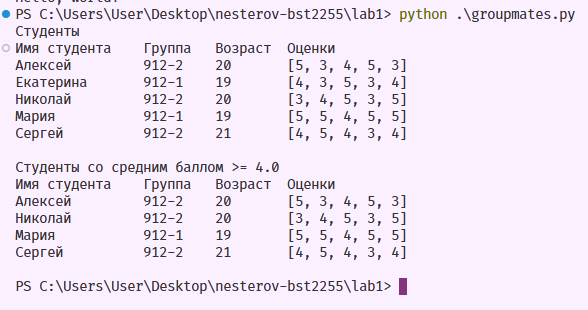 PS C:\Users\User\Desktop\nesterov-bst2255\lab1> python .\groupmates.py
Студенты
Имя студента Группа Возраст Оценки
Алексей 912-2 20 [5, 3, 4, 5, 3]
Екатерина 912-1 19 [4, 3, 5, 3, 4]
Николай 912-2 20 [3, 4, 5, 3, 5]
Мария 912-1 19 [5, 5, 4, 5, 5]
Сергей 912-2 21 [4, 5, 4, 3, 4]
Студенты со средним баллом >= 4.0
Имя студента Группа Возраст Оценки
Алексей 912-2 20 [5, 3, 4, 5, 3]
Николай 912-2 20 [3, 4, 5, 3, 5]
Мария 912-1 19 [5, 5, 4, 5, 5]
Сергей 912-2 21 [4, 5, 4, 3, 4]
PS C:\Users\User\Desktop\nesterov-bst2255\lab1>